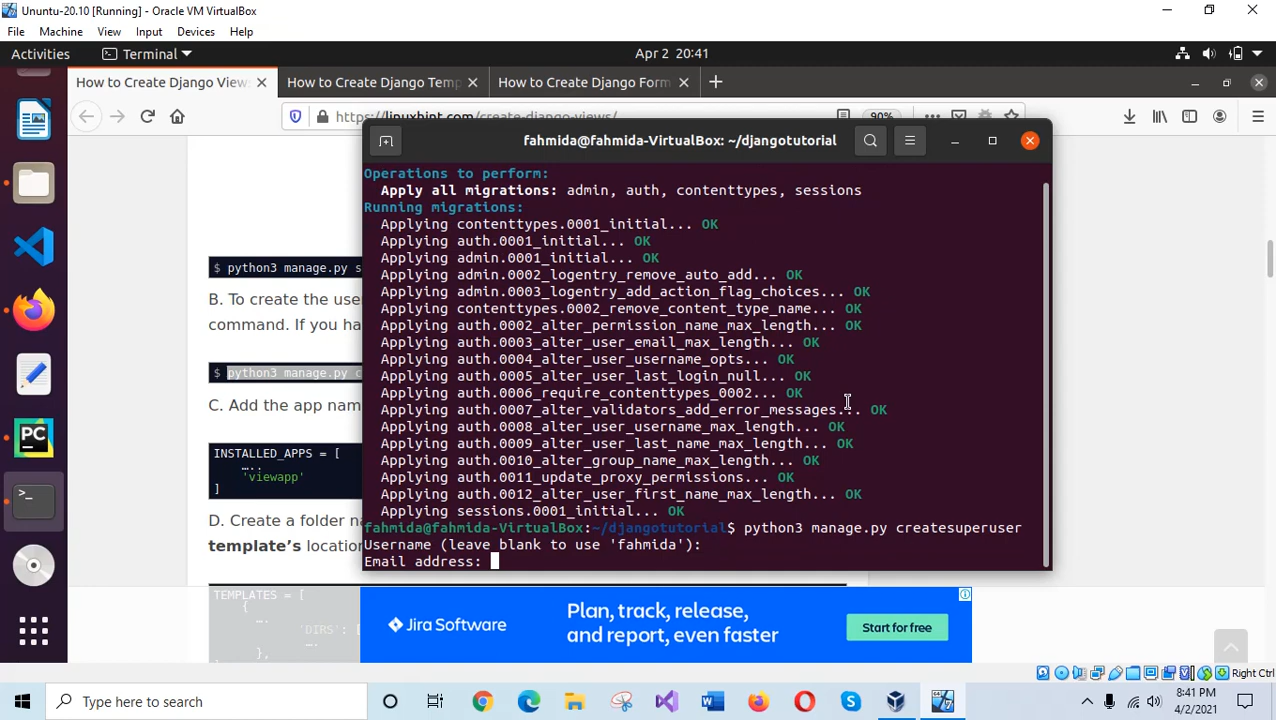 Ununtu-20.10 [Running] - Oracle VM VirtualBox
File Machine View Input Devices Help
Activities Terminal Apr 2 20:41
How to Create Django View How to Create Django Temp How to Create Django Form
https://linuxhint.com/create-django-views/ 90%
fahmida@fahmida-VirtualBox: ~/djangotutorial
Operations to perform:
Apply all migrations: admin, auth, contenttypes, sessions
Running migrations:
Applying contenttypes.0001_initial... OK
Applying auth.0001_initial... OK
Applying admin.0001_initial... OK
Applying admin.0002_logentry_remove_auto_add... OK
Applying admin.0003_logentry_add_action_flag_choices... OK
Applying contenttypes.0002_remove_content_type_name... OK
Applying auth.0002_alter_permission_name_max_length... OK
Applying auth.0003_alter_user_email_max_length... OK
Applying auth.0004_alter_user_username_opts... OK
Applying auth.0005_alter_user_last_login_null... OK
Applying auth.0006_require_contenttypes_0002... OK
Applying auth.0007_alter_validators_add_error_messages... OK
Applying auth.0008_alter_user_username_max_length... OK
Applying auth.0009_alter_user_last_name_max_length... OK
Applying auth.0010_alter_group_name_max_length... OK
Applying auth.0011_update_proxy_permissions... OK
Applying auth.0012_alter_user_first_name_max_length... OK
Applying sessions.0001_initial... OK
fahmida@fahmida-VirtualBox:~/djangotutorial$ python3 manage.py createsuperuser
Username (leave blank to use 'fahmida'):
Email address:
$ python3 manage.py s
B. To create the use
command. If you ha
$ python3 manage.py c
C. Add the app nam
INSTALLED_APPS = [
…..
'viewapp'
]
D. Create a folder na
template’s location
TEMPLATES = [
{
….
'DIRS': [
….
},
Jira Software
Plan, track, release,
and report, even faster
Start for free
PC
Right Ctrl
Type here to search
8:41 PM
4/2/2021